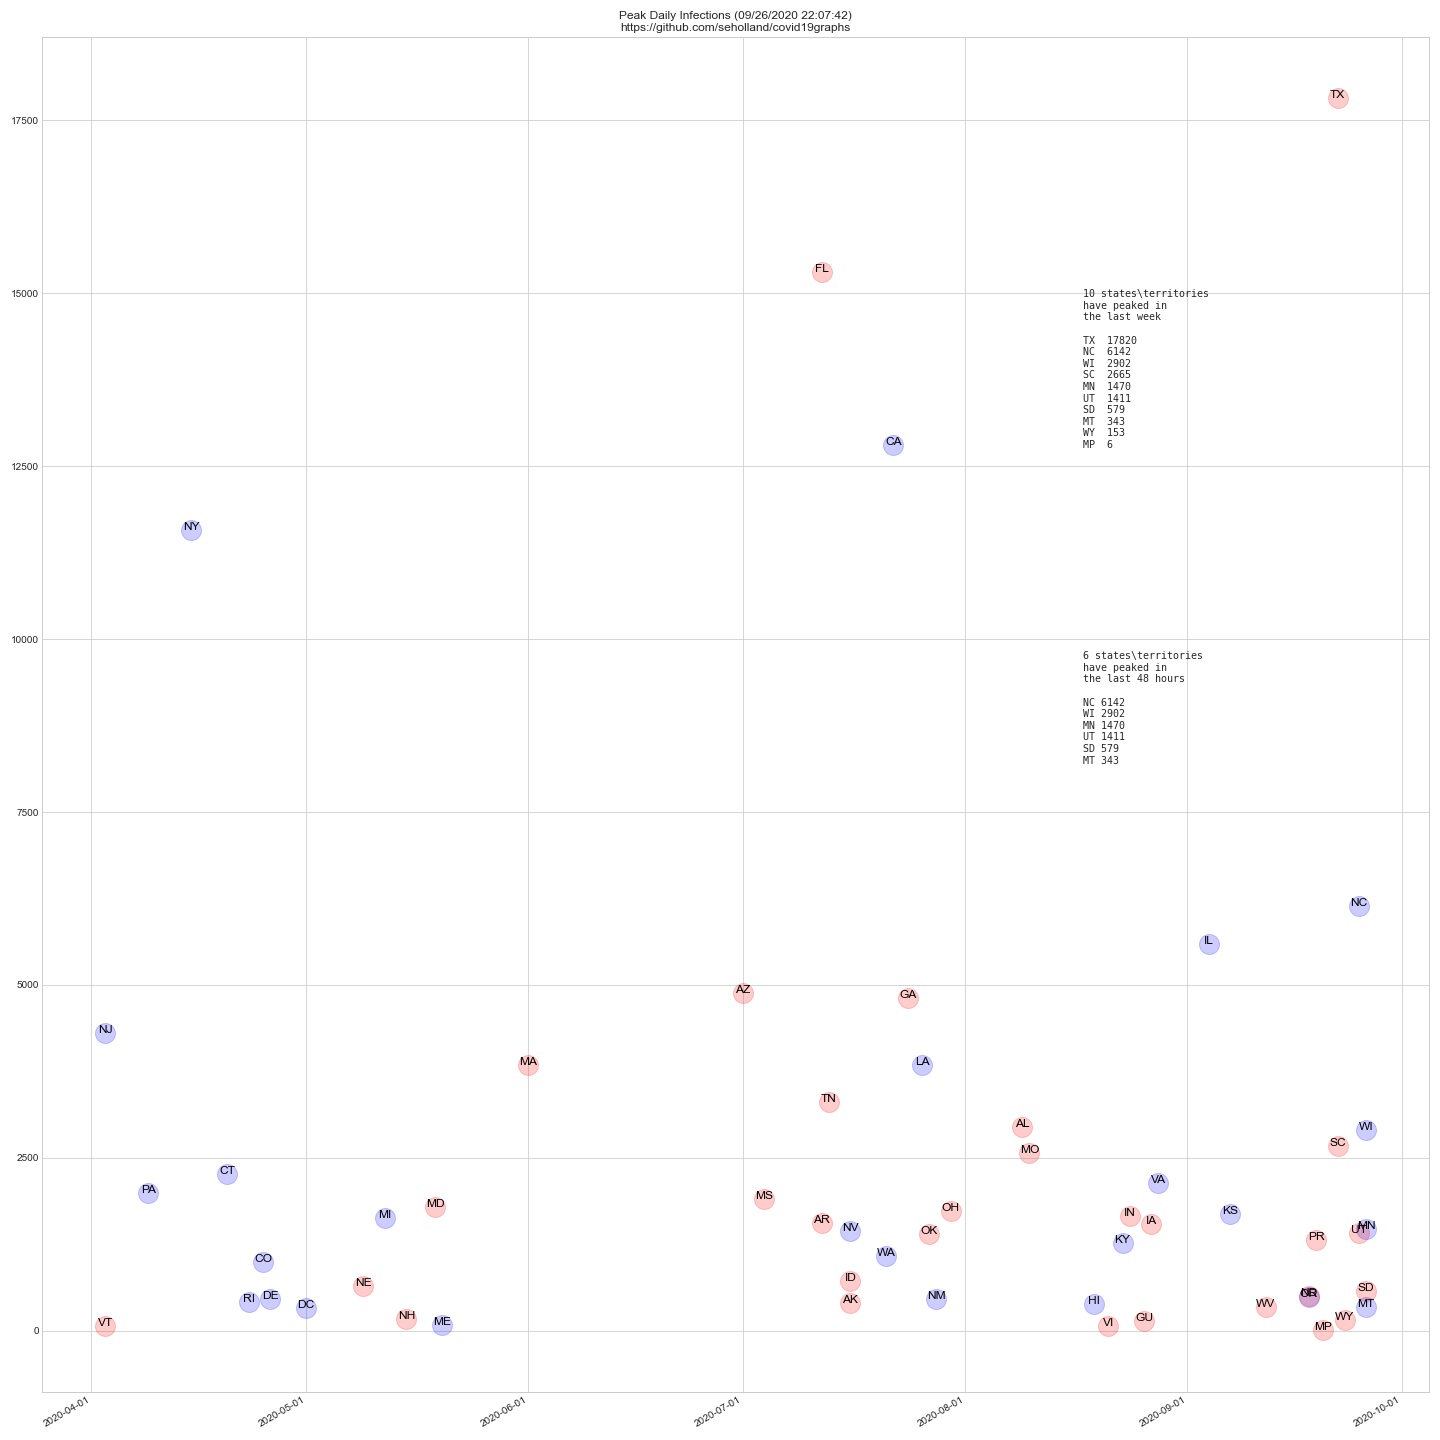 Peak Daily Infections (09/26/2020 22:07:42)
https://github.com/seholland/covid19graphs
TX
17500
FL
15000
10 states\territories
have peaked in
the last week
TX 17820
NC 6142
WI 2902
SC 2665
MN 1470
UT 1411
SD 579
MT 343
WY 153
MP 6
CA
12500
NY
10000
6 states\territories
have peaked in
the last 48 hours
NC 6142
WI 2902
MN 1470
UT 1411
SD 579
MT 343
7500
NC
IL
5000
AZ
GA
NJ
MA
LA
TN
AL
WI
MO
SC
2500
CT
VA
PA
MS
MD
OH
KS
MI
IN
IA
AR
NV
OK
MN
UT
PR
KY
WA
CO
ID
NE
SD
DE
RI
NM
AK
HI
DC
WV
MT
NH
GU
WY
VT
ME
VI
MP
0
2020-04-01
2020-05-01
2020-06-01
2020-07-01
2020-08-01
2020-09-01
2020-10-01